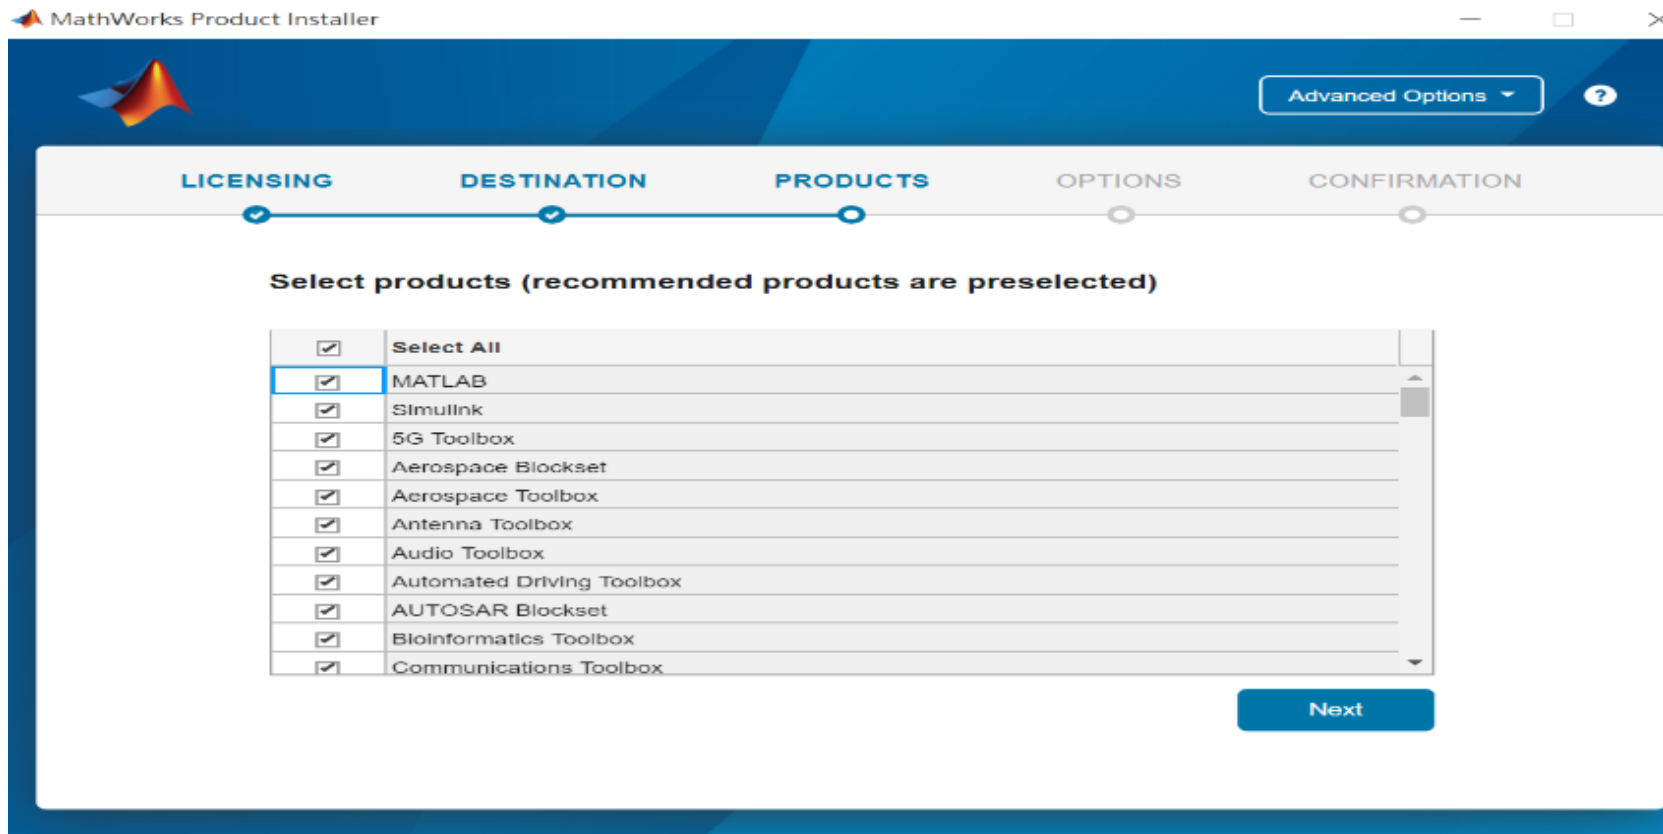 MathWorks Product Installer
Advanced Options
?
LICENSING DESTINATION PRODUCTS OPTIONS CONFIRMATION
Select products (recommended products are preselected)
Select All
MATLAB
Simulink
5G Toolbox
Aerospace Blockset
Aerospace Toolbox
Antenna Toolbox
Audio Toolbox
Automated Driving Toolbox
AUTOSAR Blockset
Bioinformatics Toolbox
Communications Toolbox
Next